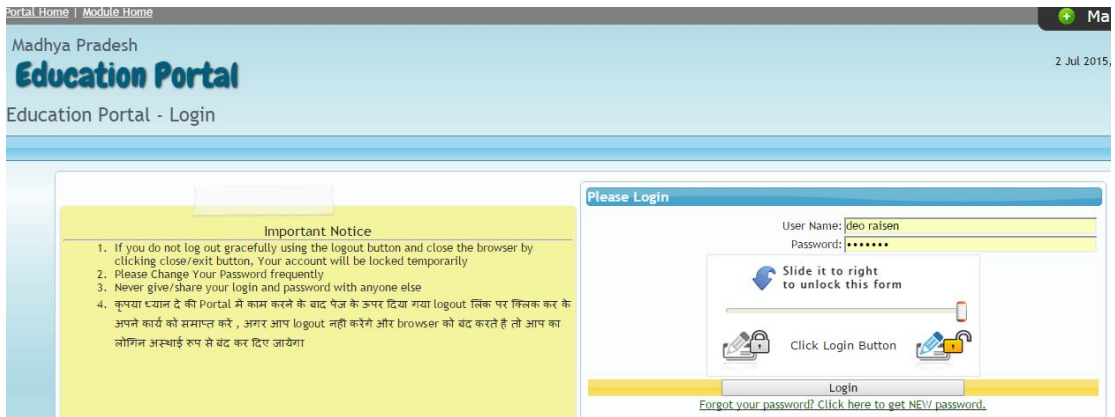 Portal Home | Module Home
Ma
Madhya Pradesh
Education Portal
2 Jul 2015,
Education Portal - Login
Important Notice
1. If you do not log out gracefully using the logout button and close the browser by
clicking close/exit button, Your account will be locked temporarily
2. Please Change Your Password frequently
3. Never give/share your login and password with anyone else
4. कृपया ध्यान दे की Portal में काम करने के बाद पेज के ऊपर दिया गया logout लिंक पर क्लिक कर के
अपने कार्य को समाप्त करें , अगर आप logout नहीं करेंगे और browser को बंद करते है तो आप का
लोगिन अस्थाई रूप से बंद कर दिए जायेगा
Please Login
User Name: deo raisen
Password: •••••••
Slide it to right
to unlock this form
Click Login Button
Login
Forgot your password? Click here to get NEW password.